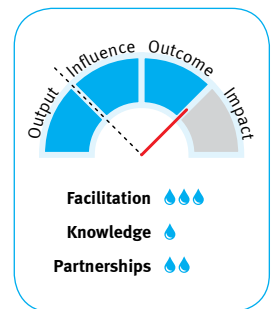 Output
Influence
Outcome
Impact
Facilitation
Knowledge
Partnerships